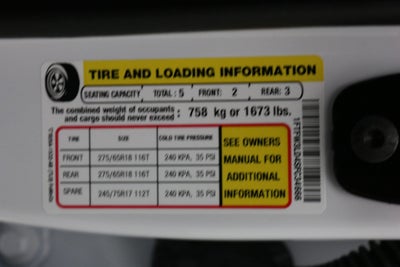 TIRE AND LOADING INFORMATION
SEATING CAPACITY TOTAL : 5 FRONT: 2 REAR: 3
The combined weight of occupants and cargo should never exceed : 758 kg or 1673 lbs.
TIRE SIZE COLD TIRE PRESSURE
FRONT 275/65R18 116T 240 KPA, 35 PSI
REAR 275/65R18 116T 240 KPA, 35 PSI
SPARE 245/75R17 112T 240 KPA, 35 PSI
SEE OWNERS
MANUAL FOR
ADDITIONAL
INFORMATION